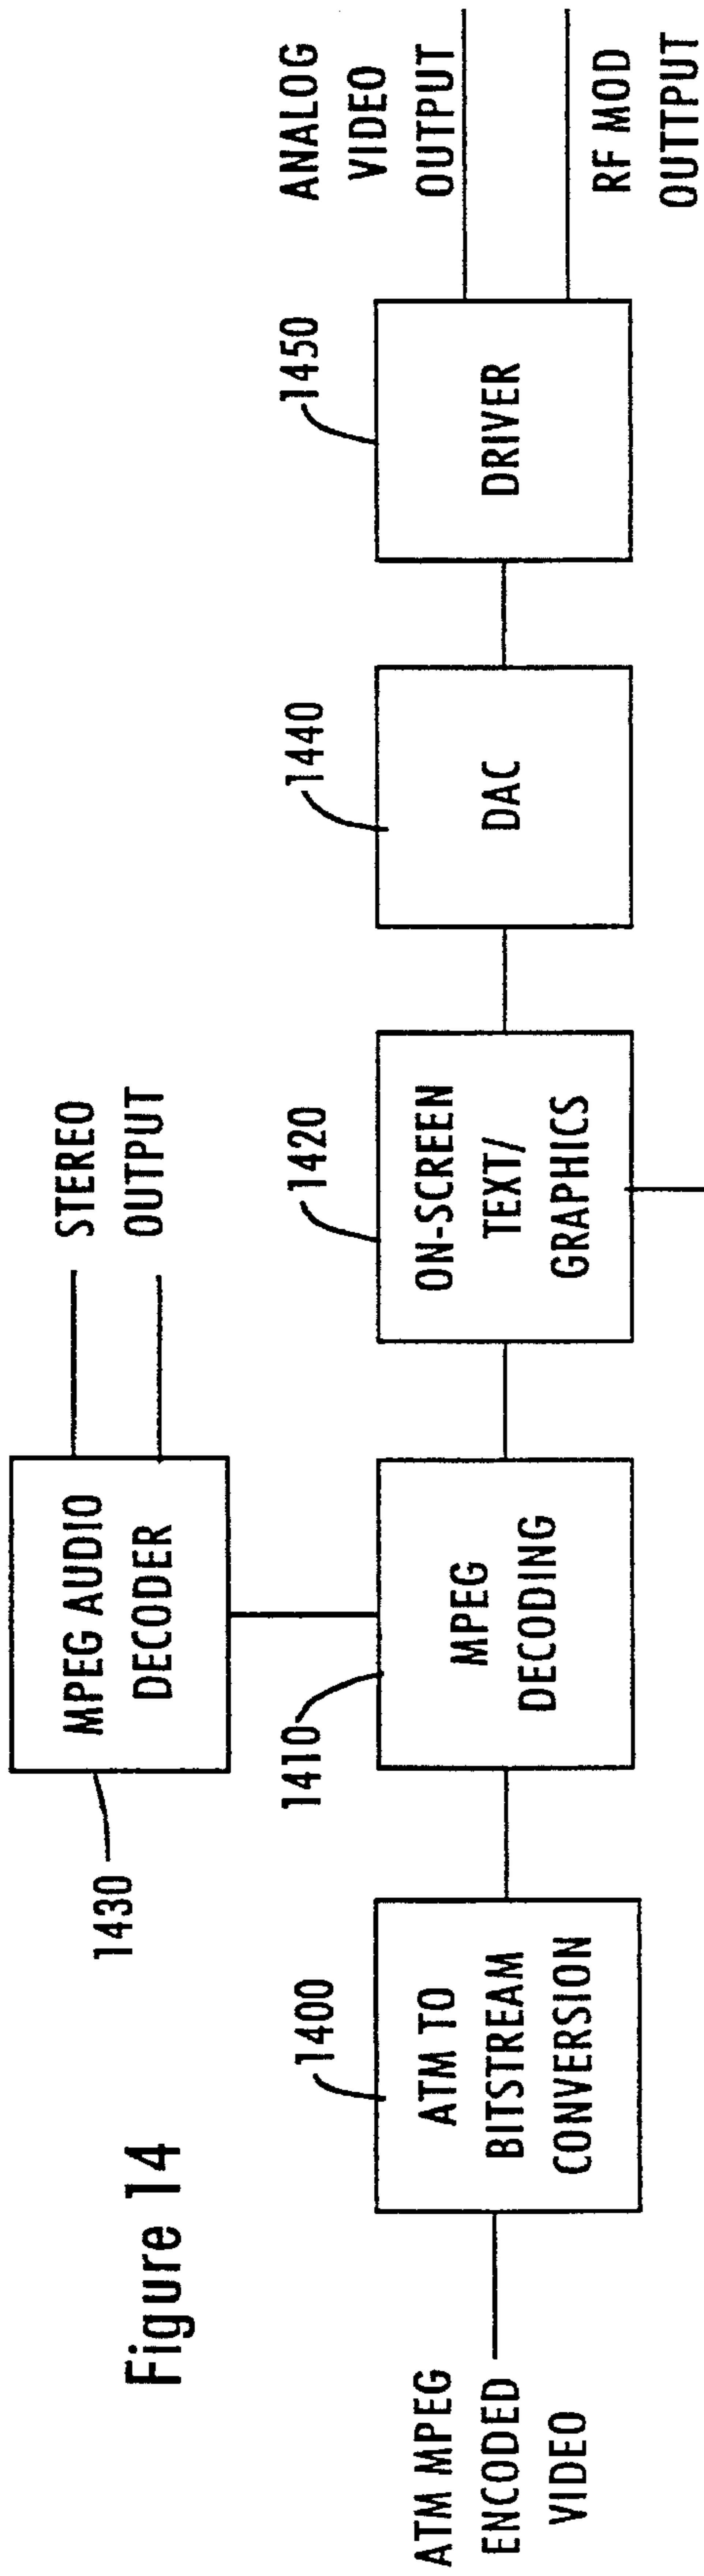 Figure 14
ATM MPEG
ENCODED
VIDEO
1400
ATM TO
BITSTREAM
CONVERSION
1410
MPEG
DECODING
1430
MPEG AUDIO
DECODER
STEREO
OUTPUT
1420
ON-SCREEN
TEXT/
GRAPHICS
1440
DAC
1450
DRIVER
ANALOG
VIDEO
OUTPUT
RF MOD
OUTTPUT